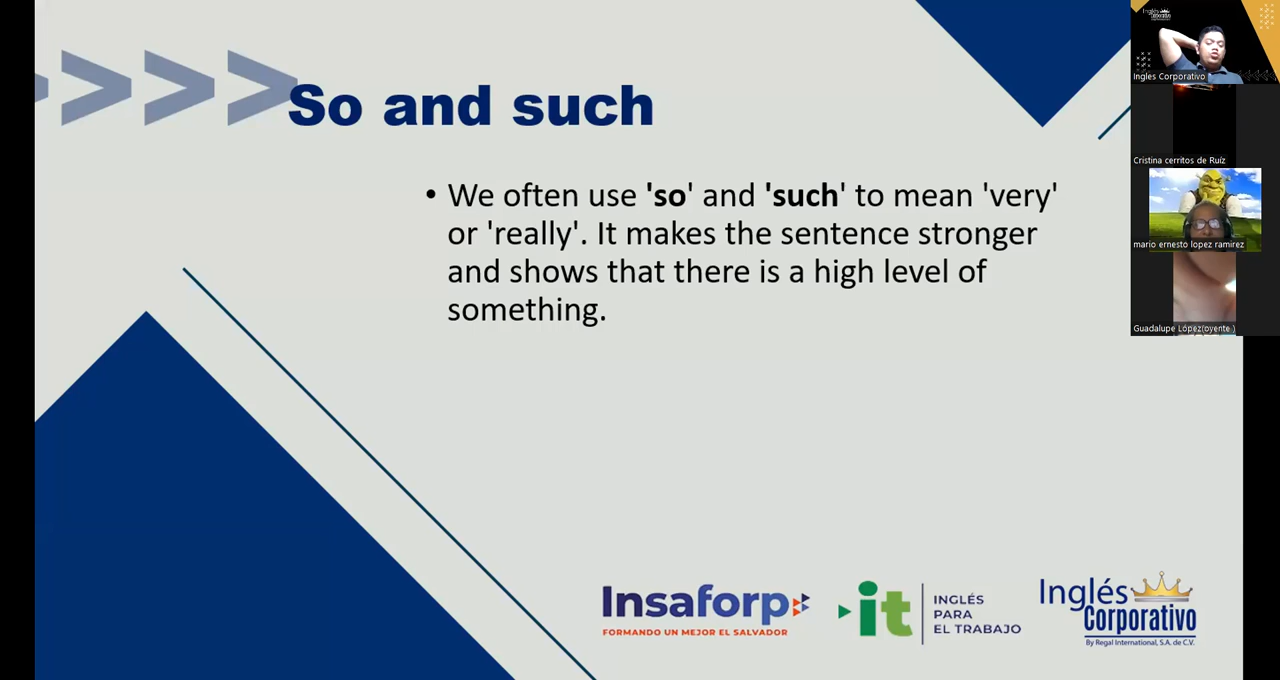 So and such
• We often use 'so' and 'such' to mean 'very'
or 'really'. It makes the sentence stronger
and shows that there is a high level of
something.
Insaforp
FORMANDO UN MEJOR EL SALVADOR
it
INGLÉS
PARA
EL TRABAJO
Inglés
Corporativo
By Regal International, S.A. de C.V.
Inglés
Corporativo
Ingles Corporativo
Cristina cerritos de Ruíz
mario ernesto lopez ramirez
Guadalupe López(oyente )